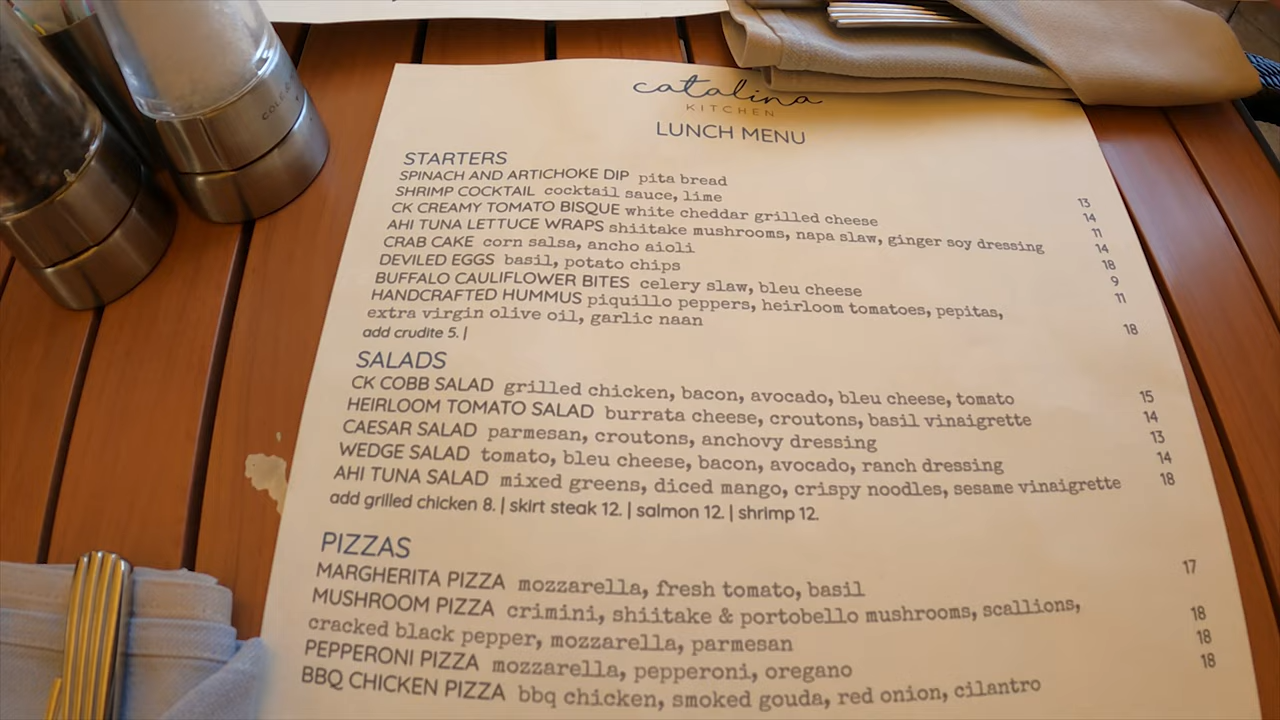 catalina
KITCHEN
LUNCH MENU
STARTERS
SPINACH AND ARTICHOKE DIP pita bread 13
SHRIMP COCKTAIL cocktail sauce, lime 14
CK CREAMY TOMATO BISQUE white cheddar grilled cheese 11
AHI TUNA LETTUCE WRAPS shiitake mushrooms, napa slaw, ginger soy dressing 14
CRAB CAKE corn salsa, ancho aioli 18
DEVILED EGGS basil, potato chips 9
BUFFALO CAULIFLOWER BITES celery slaw, bleu cheese 11
HANDCRAFTED HUMMUS piquillo peppers, heirloom tomatoes, pepitas,
extra virgin olive oil, garlic naan 18
add crudite 5. |
SALADS
CK COBB SALAD grilled chicken, bacon, avocado, bleu cheese, tomato 15
HEIRLOOM TOMATO SALAD burrata cheese, croutons, basil vinaigrette 14
CAESAR SALAD parmesan, croutons, anchovy dressing 13
WEDGE SALAD tomato, bleu cheese, bacon, avocado, ranch dressing 14
AHI TUNA SALAD mixed greens, diced mango, crispy noodles, sesame vinaigrette 18
add grilled chicken 8. | skirt steak 12. | salmon 12. | shrimp 12.
PIZZAS
MARGHERITA PIZZA mozzarella, fresh tomato, basil 17
MUSHROOM PIZZA crimini, shiitake & portobello mushrooms, scallions,
cracked black pepper, mozzarella, parmesan 18
PEPPERONI PIZZA mozzarella, pepperoni, oregano 18
BBQ CHICKEN PIZZA bbq chicken, smoked gouda, red onion, cilantro 18